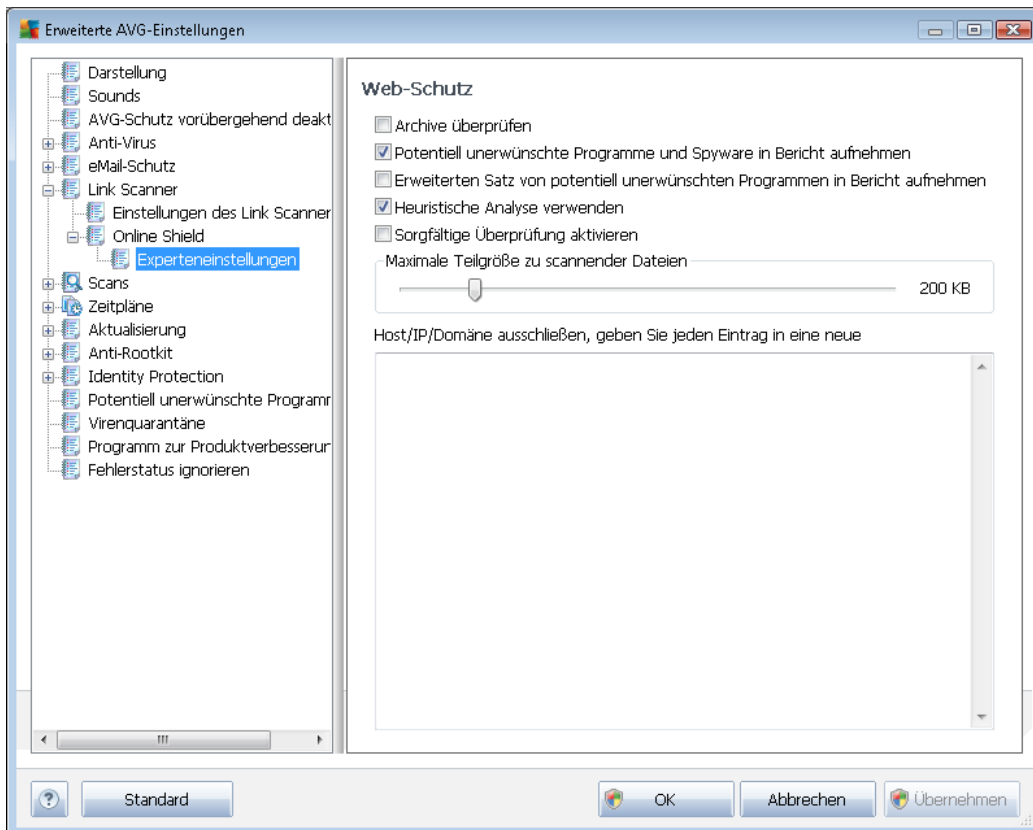 Erweiterte AVG-Einstellungen
Darstellung
Sounds
AVG-Schutz vorübergehend deakt
Anti-Virus
eMail-Schutz
Link Scanner
Einstellungen des Link Scanner
Online Shield
Experteneinstellungen
Scans
Zeitpläne
Aktualisierung
Anti-Rootkit
Identity Protection
Potentiell unerwünschte Programr
Virenquarantäne
Programm zur Produktverbesserur
Fehlerstatus ignorieren
Web-Schutz
Archive überprüfen
Potentiell unerwünschte Programme und Spyware in Bericht aufnehmen
Erweiterten Satz von potentiell unerwünschten Programmen in Bericht aufnehmen
Heuristische Analyse verwenden
Sorgfältige Überprüfung aktivieren
Maximale Teilgröße zu scannender Dateien
200 KB
Host/IP/Domäne ausschließen, geben Sie jeden Eintrag in eine neue
?
Standard
OK
Abbrechen
Übernehmen